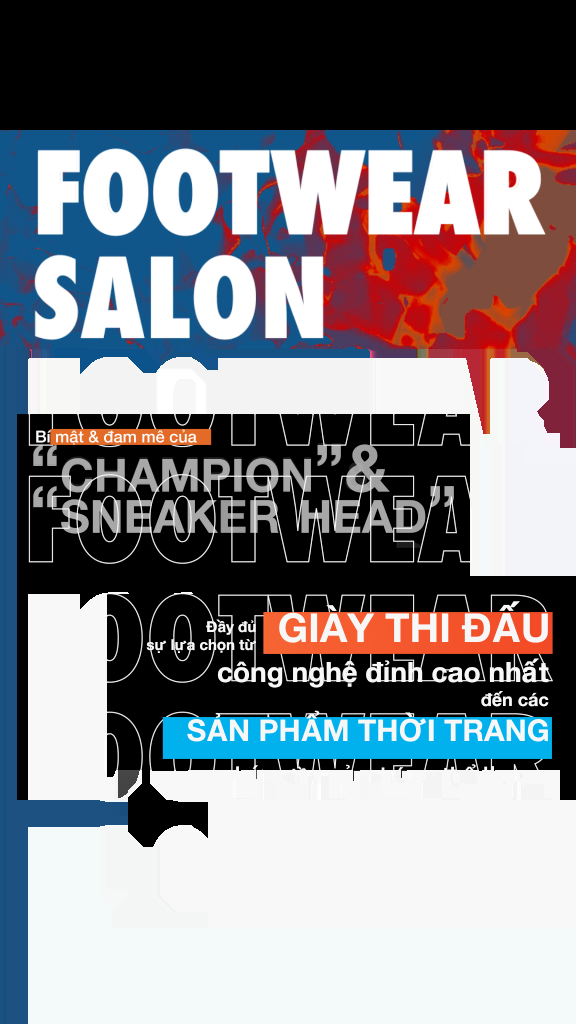 FOOTWEAR
SALON
Bí mật & đam mê của
“CHAMPION”&
“SNEAKER HEAD”
FOOTWEAR
Đầy đủ
sự lựa chọn từ
GIÀY THI ĐẤU
công nghệ đỉnh cao nhất
đến các
SẢN PHẨM THỜI TRANG